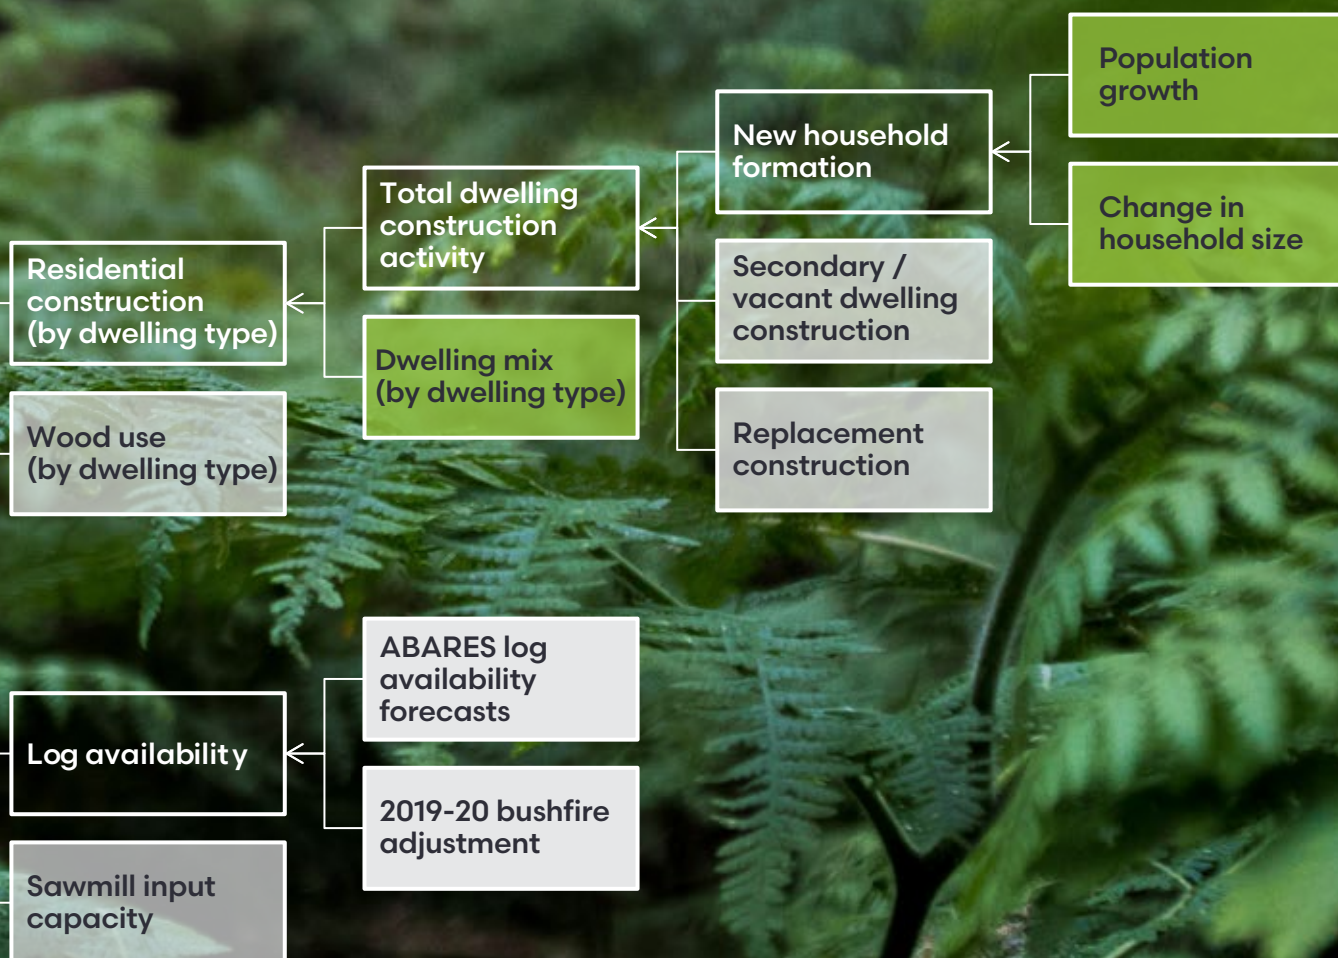 Population
growth
New household
formation
Change in
household size
Total dwelling
construction
activity
Secondary /
vacant dwelling
construction
Residential
construction
(by dwelling type)
Dwelling mix
(by dwelling type)
Replacement
construction
Wood use
(by dwelling type)
ABARES log
availability
forecasts
Log availability
2019-20 bushfire
adjustment
Sawmill input
capacity